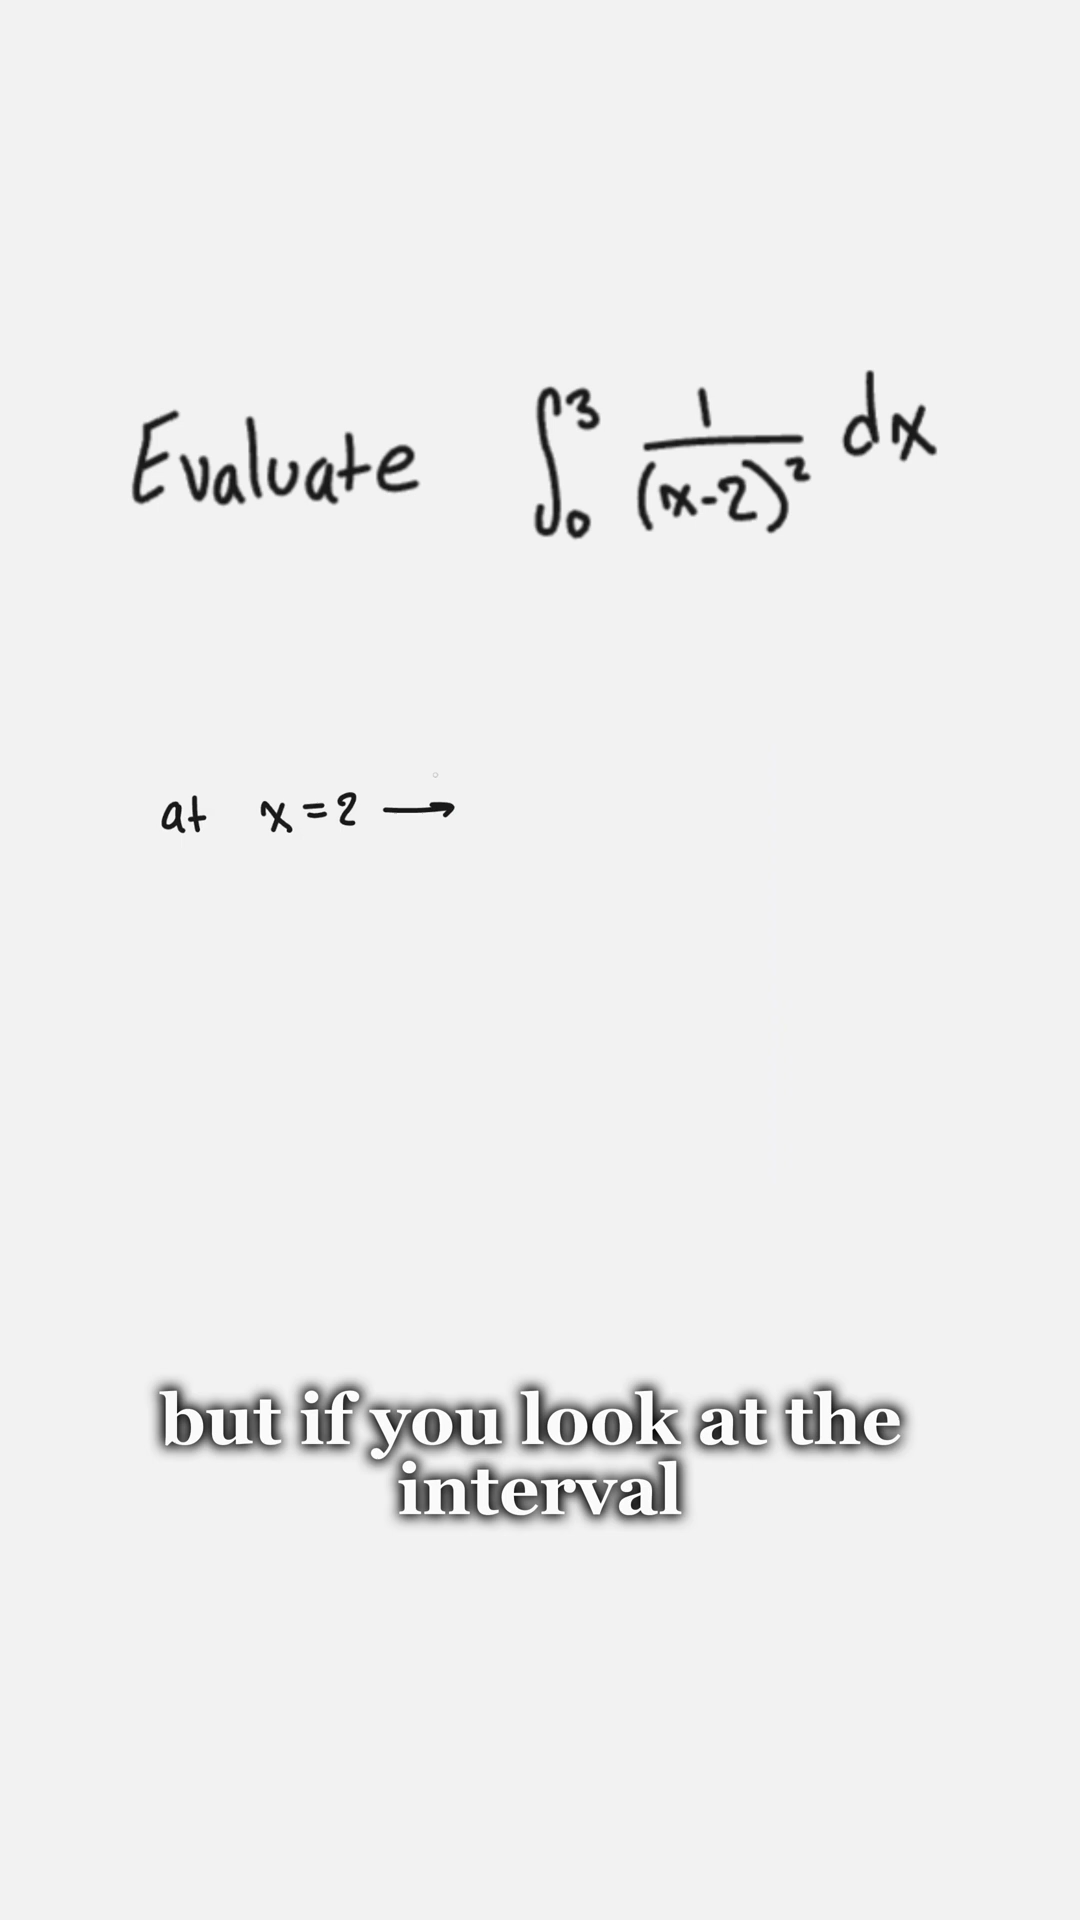 Evaluate ∫₀³ 1/(x-2)² dx
at x = 2 →
but if you look at the
interval